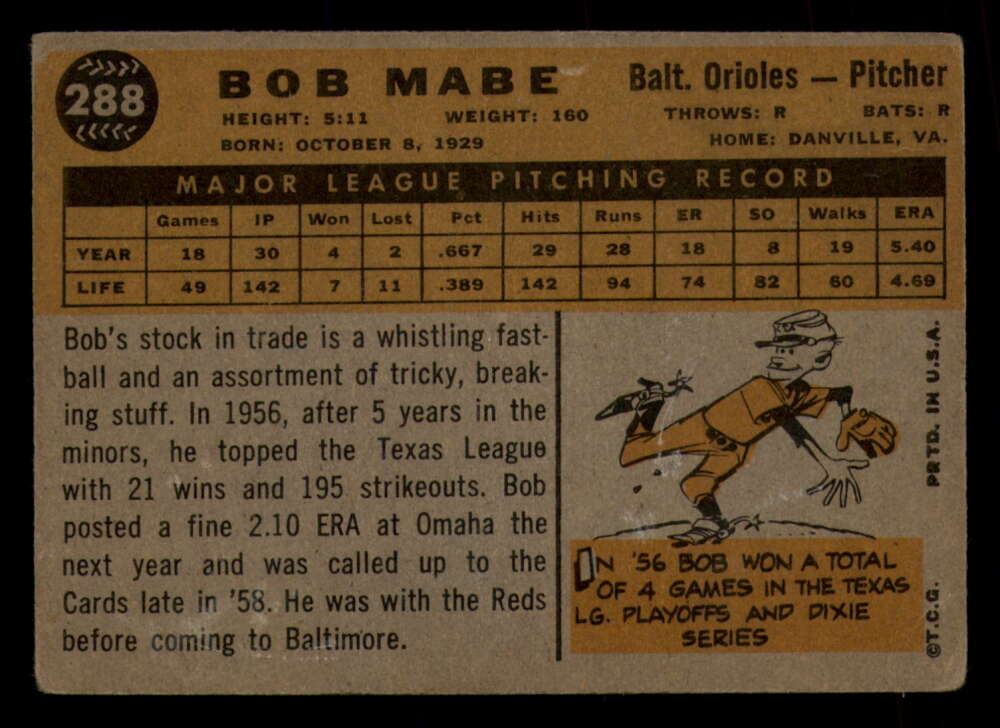 288
BOB MABE
Balt. Orioles — Pitcher
HEIGHT: 5:11 WEIGHT: 160 THROWS: R BATS: R
BORN: OCTOBER 8, 1929 HOME: DANVILLE, VA.
MAJOR LEAGUE PITCHING RECORD
Games IP Won Lost Pct Hits Runs ER SO Walks ERA
YEAR 18 30 4 2 .667 29 28 18 8 19 5.40
LIFE 49 142 7 11 .389 142 94 74 82 60 4.69
Bob's stock in trade is a whistling fast-
ball and an assortment of tricky, break-
ing stuff. In 1956, after 5 years in the
minors, he topped the Texas League
with 21 wins and 195 strikeouts. Bob
posted a fine 2.10 ERA at Omaha the
next year and was called up to the
Cards late in '58. He was with the Reds
before coming to Baltimore.
IN '56 BOB WON A TOTAL
OF 4 GAMES IN THE TEXAS
LG. PLAYOFFS AND DIXIE
SERIES
©T.C.G. PRTD. IN U.S.A.